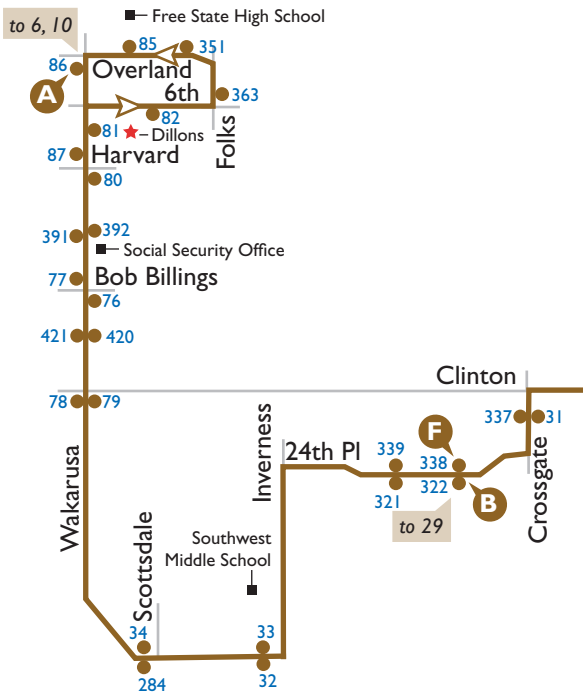 Free State High School
to 6, 10
85
351
86
Overland
A
6th
363
82
81
Dillons
Folks
87
Harvard
80
392
391
Social Security Office
77
Bob Billings
76
421
420
Clinton
78
79
337
31
Inverness
24th Pl
339
338
F
321
322
B
Crossgate
to 29
Wakarusa
Scottsdale
Southwest
Middle School
34
33
284
32